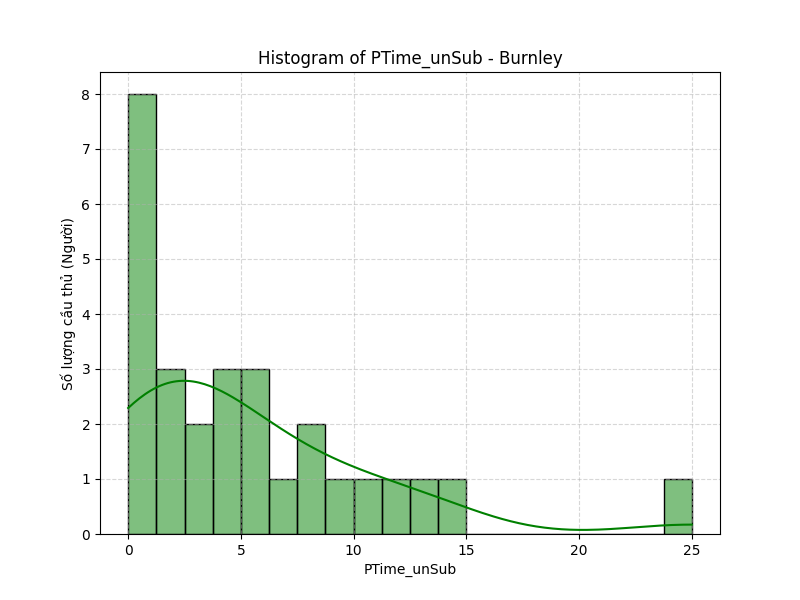 Histogram of PTime_unSub - Burnley
Số lượng cầu thủ (Người)
8
7
6
5
4
3
2
1
0
0 5 10 15 20 25
PTime_unSub